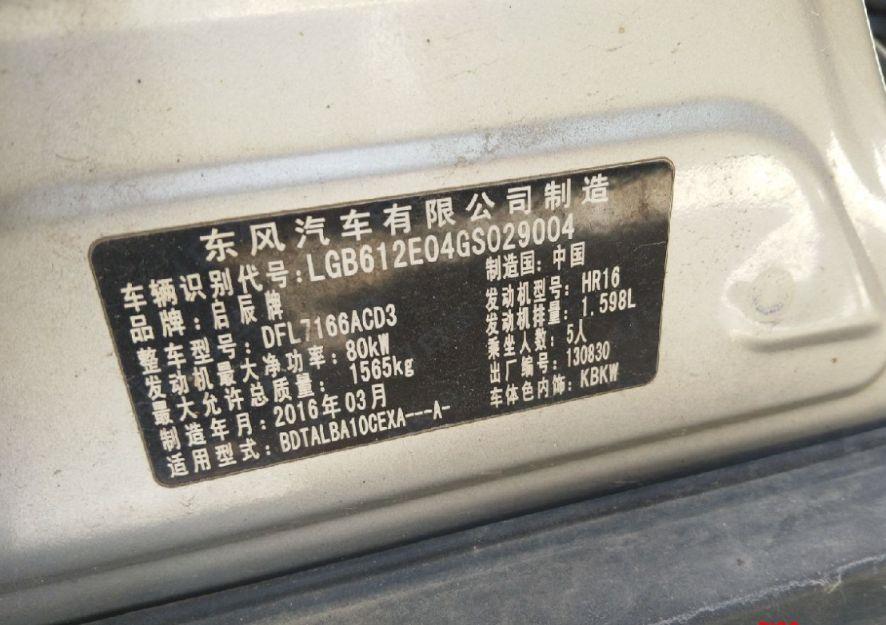 东风汽车有限公司制造
车辆识别代号:LGB612E04GS029004
品牌:启辰牌 制造国:中国
整车型号:DFL7166ACD3 发动机型号:HR16
发动机最大净功率:80kW 发动机排量:1.598L
最大允许总质量:1565kg 乘坐人数:5人
制造年月:2016年03月 出厂编号:130830
适用型式:BDTALBA10CEXA---A- 车体色内饰:KBKW